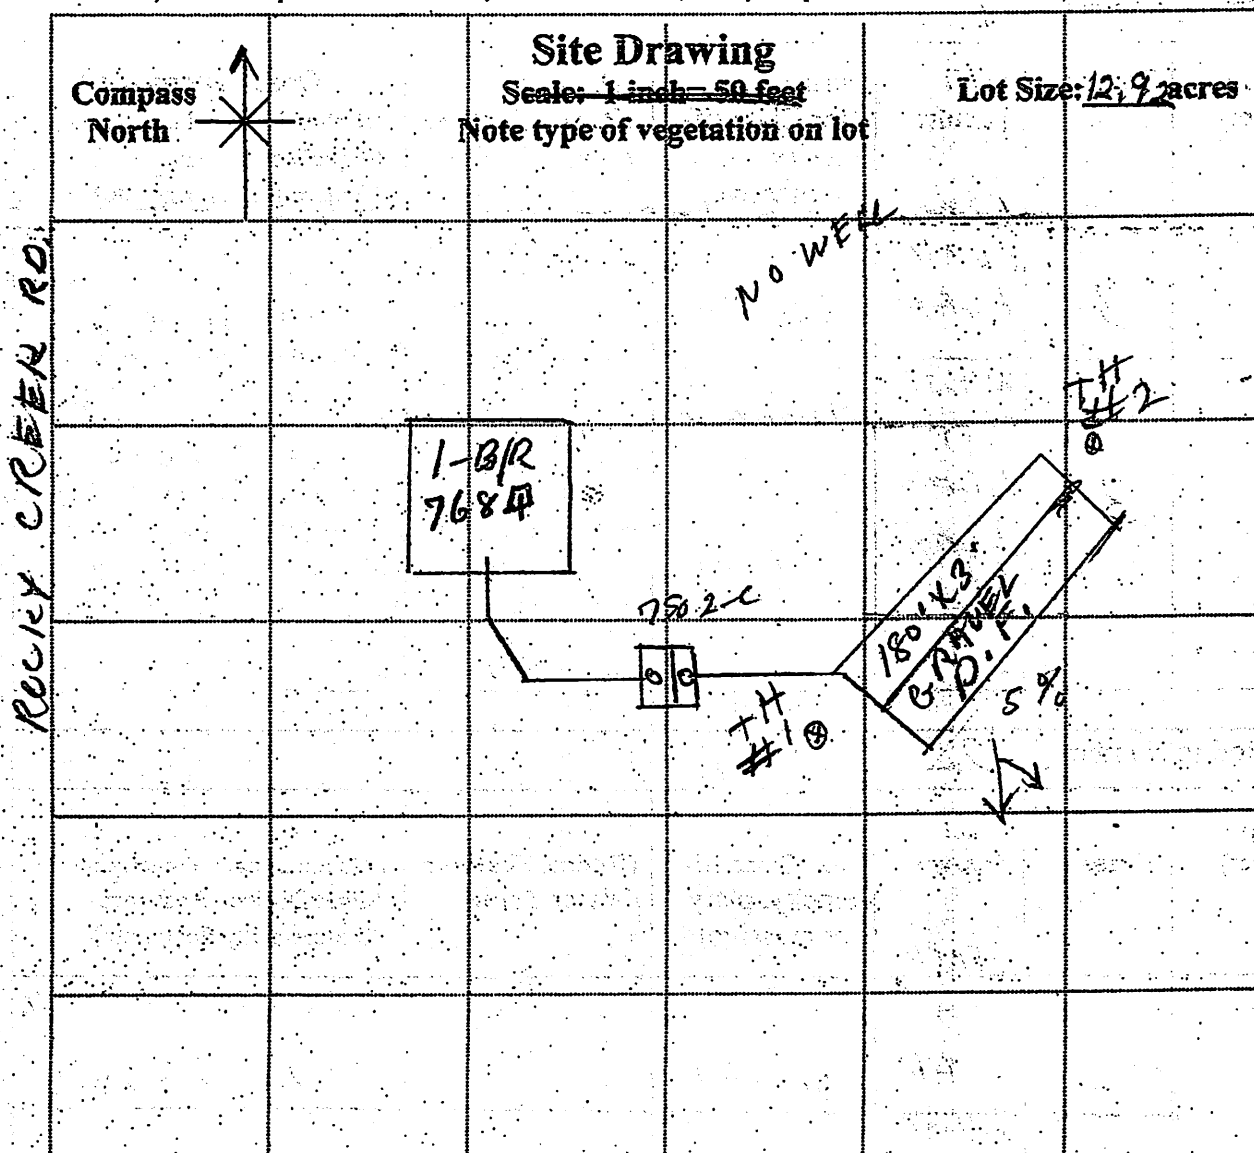 Site Drawing
Compass
North
Scale: 1 inch= 50 feet
Note type of vegetation on lot
Lot Size: 12.92 acres
NO WELL
ROCKY CREEK RD.
TH
#2
1-B/R
768
750 2-C
180' X 3'
GRAVEL
D.F.
5%
TH
#1